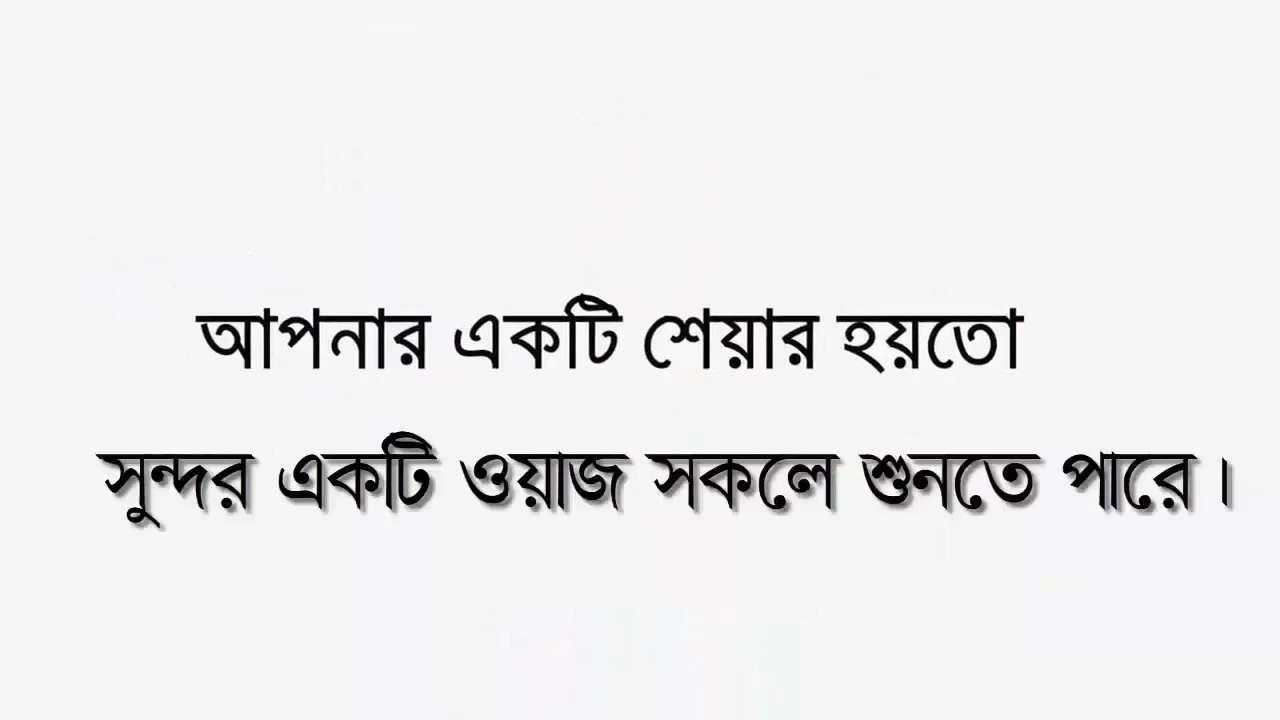 আপনার একটি শেয়ার হয়তো
সুন্দর একটি ওয়াজ সকলে শুনতে পারে।